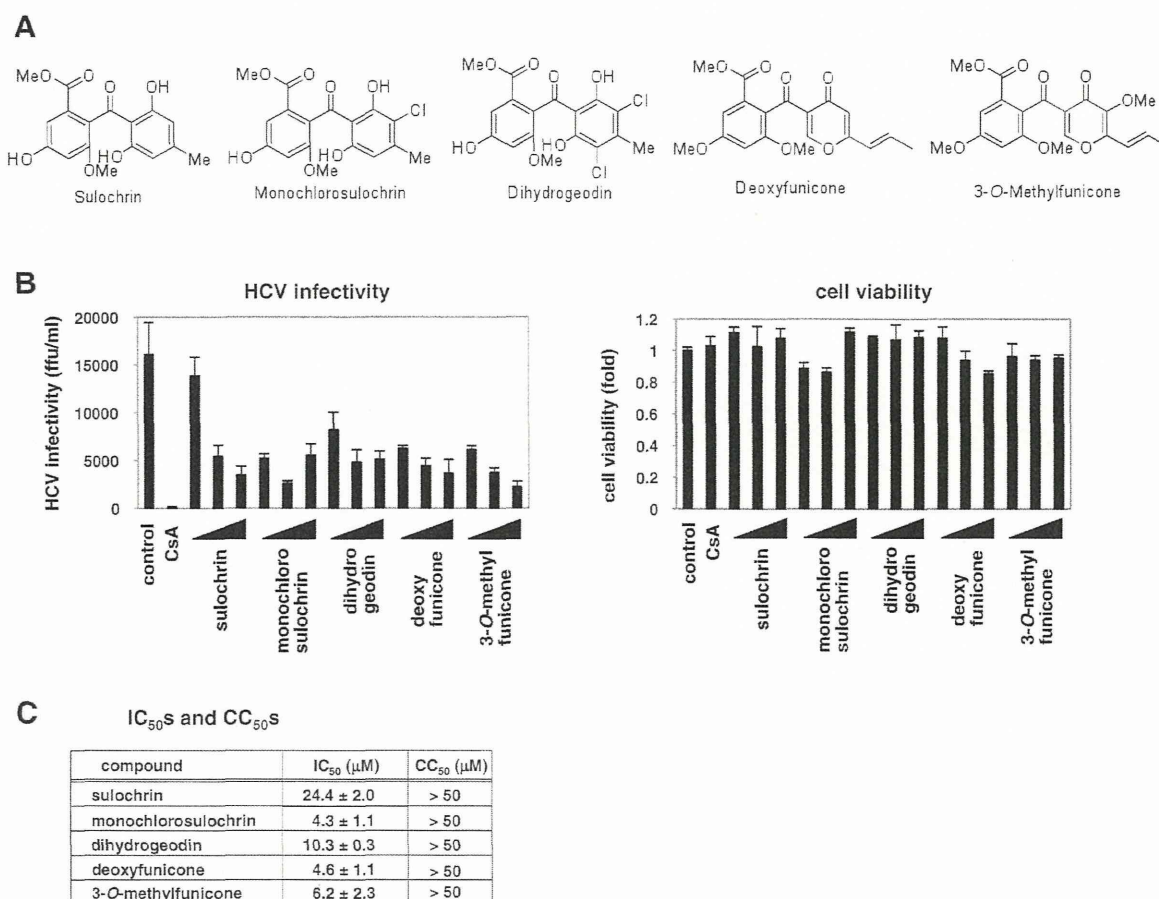 A
MeO O O OH
HO OMe HO Me
Sulochrin
MeO O O OH Cl
HO OMe HO Me
Monochlorosulochrin
MeO O O OH Cl
HO OMe HO Me
Cl
Dihydrogeodin
MeO O O O
MeO OMe O
Deoxyfunicone
MeO O O O OMe
MeO OMe O
3-O-Methylfunicone
B
HCV infectivity
HCV infectivity (ffu/ml)
20000
15000
10000
5000
0
control
CsA
sulochrin
monochloro
sulochrin
dihydro
geodin
deoxy
funicone
3-O-methyl
funicone
cell viability
cell viability (fold)
1.2
1
0.8
0.6
0.4
0.2
0
control
CsA
sulochrin
monochloro
sulochrin
dihydro
geodin
deoxy
funicone
3-O-methyl
funicone
C
IC50s and CC50s
compound IC50 (μM) CC50 (μM)
sulochrin 24.4 ± 2.0 > 50
monochlorosulochrin 4.3 ± 1.1 > 50
dihydrogeodin 10.3 ± 0.3 > 50
deoxyfunicone 4.6 ± 1.1 > 50
3-O-methylfunicone 6.2 ± 2.3 > 50